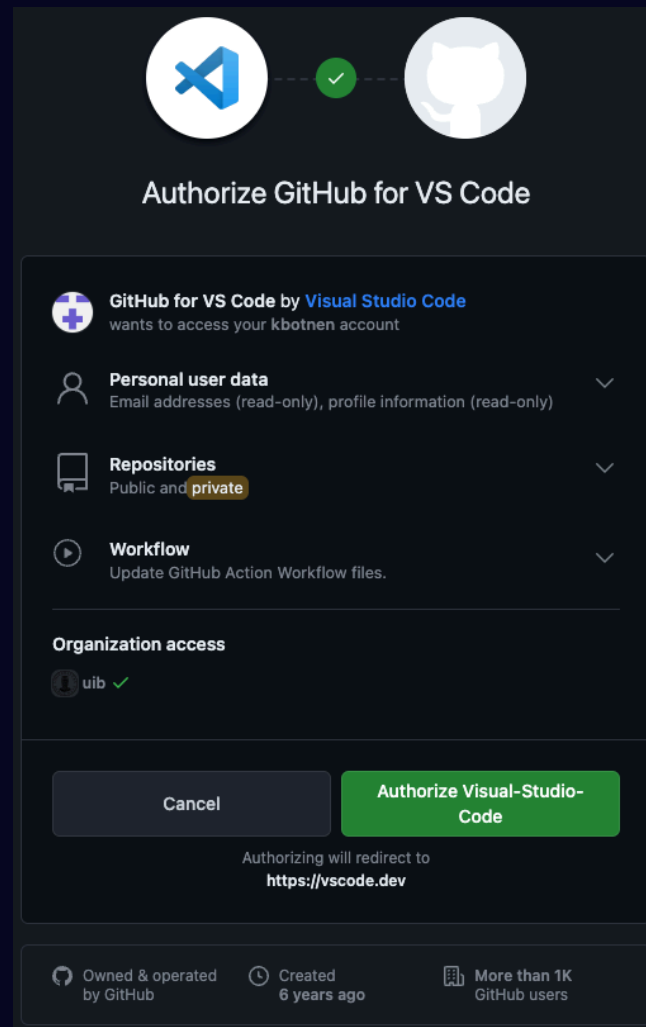 Authorize GitHub for VS Code
GitHub for VS Code by Visual Studio Code
wants to access your kbotnen account
Personal user data
Email addresses (read-only), profile information (read-only)
Repositories
Public and private
Workflow
Update GitHub Action Workflow files.
Organization access
uib
Cancel
Authorize Visual-Studio-
Code
Authorizing will redirect to
https://vscode.dev
Owned & operated
by GitHub
Created
6 years ago
More than 1K
GitHub users